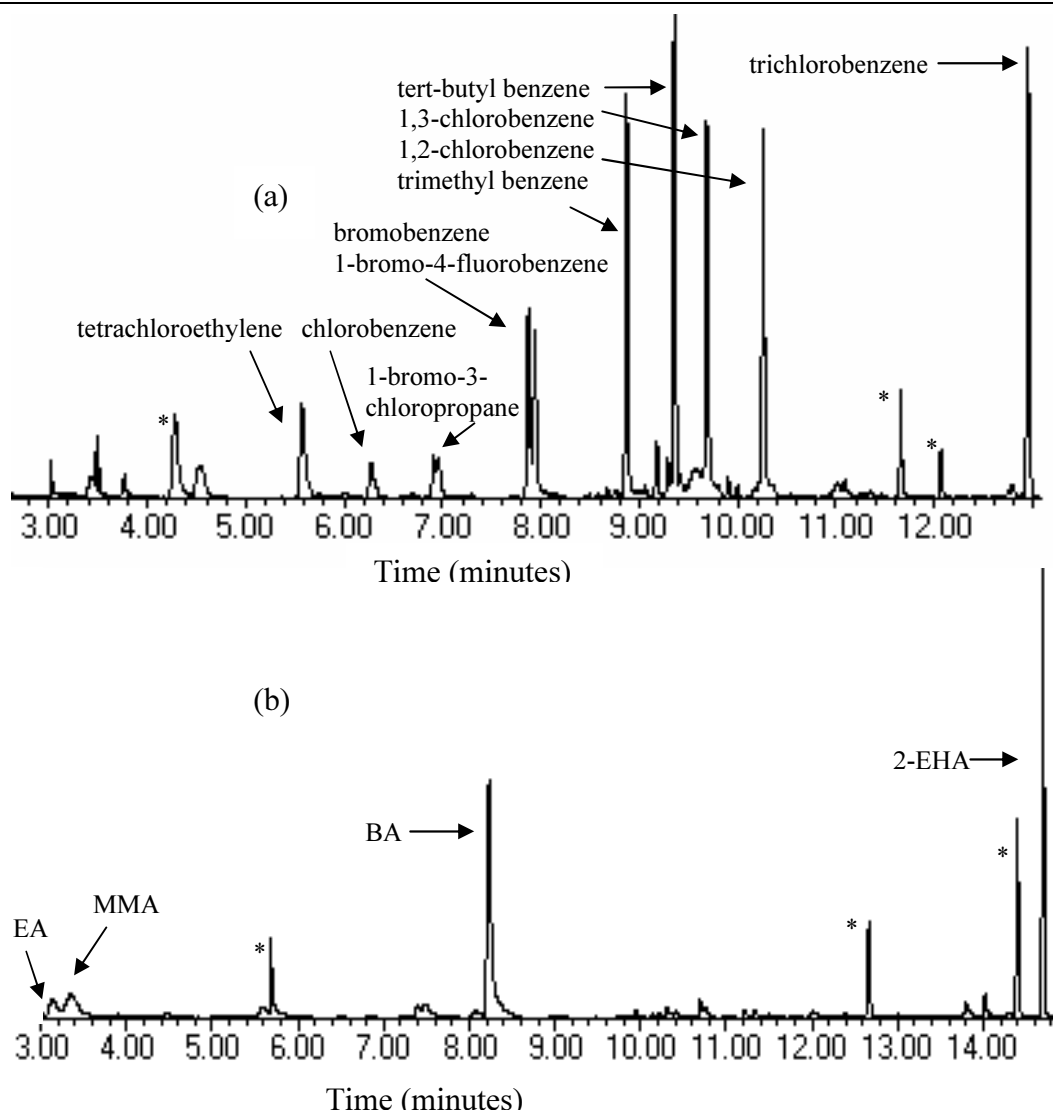 trichlorobenzene
tert-butyl benzene
1,3-chlorobenzene
1,2-chlorobenzene
trimethyl benzene
(a)
bromobenzene
1-bromo-4-fluorobenzene
tetrachloroethylene chlorobenzene
1-bromo-3-
chloropropane
*
*
*
3.00 4.00 5.00 6.00 7.00 8.00 9.00 10.00 11.00 12.00
Time (minutes)
(b)
2-EHA
BA
*
MMA
EA
*
*
3.00 4.00 5.00 6.00 7.00 8.00 9.00 10.00 11.00 12.00 13.00 14.00
Time (minutes)